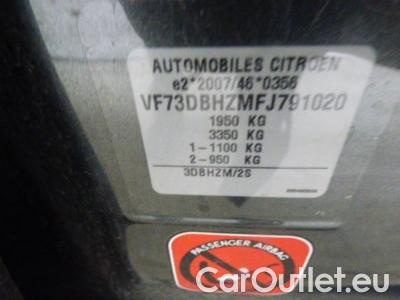 AUTOMOBILES CITROEN
e2*2007/46*0356
VF73DBHZMFJ791020
1950 KG
3350 KG
1-1100 KG
2-950 KG
3DBHZM/2S
PASSENGER AIRBAG
CarOutlet.eu